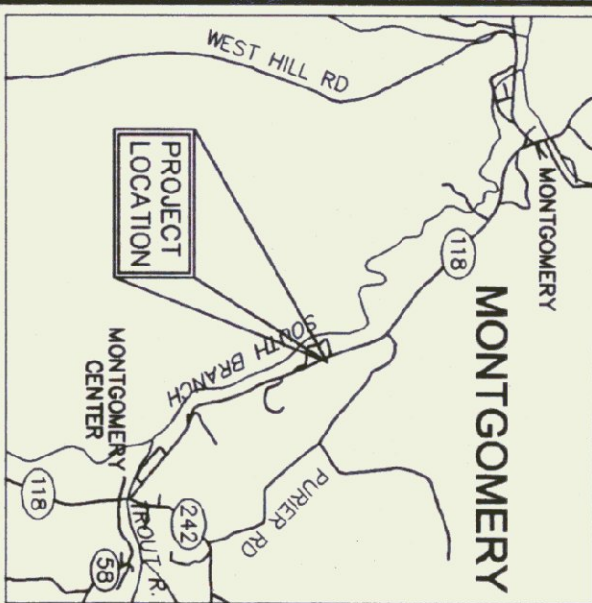 WEST HILL RD
MONTGOMERY
118
MONTGOMERY
PROJECT
LOCATION
SOUTH BRANCH
MONTGOMERY
CENTER
PURIER RD
118
242
TROUT R.
58